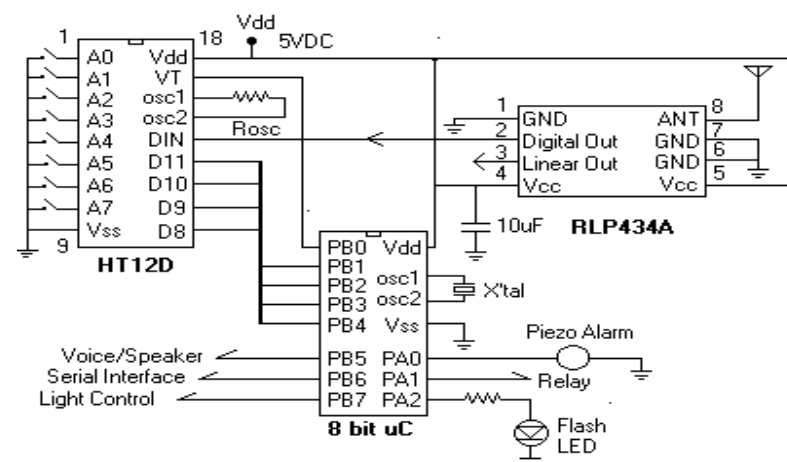 Vdd
5VDC
1
18
A0 Vdd
A1 VT
A2 osc1
A3 osc2
A4 DIN
A5 D11
A6 D10
A7 D9
Vss D8
9
HT12D
Rosc
1 GND ANT 8
2 Digital Out GND 7
3 Linear Out GND 6
4 Vcc Vcc 5
10uF
RLP434A
PB0 Vdd
PB1
PB2 osc1
PB3 osc2
PB4 Vss
PB5 PA0
PB6 PA1
PB7 PA2
8 bit uC
X'tal
Voice/Speaker
Serial Interface
Light Control
Piezo Alarm
Relay
Flash
LED